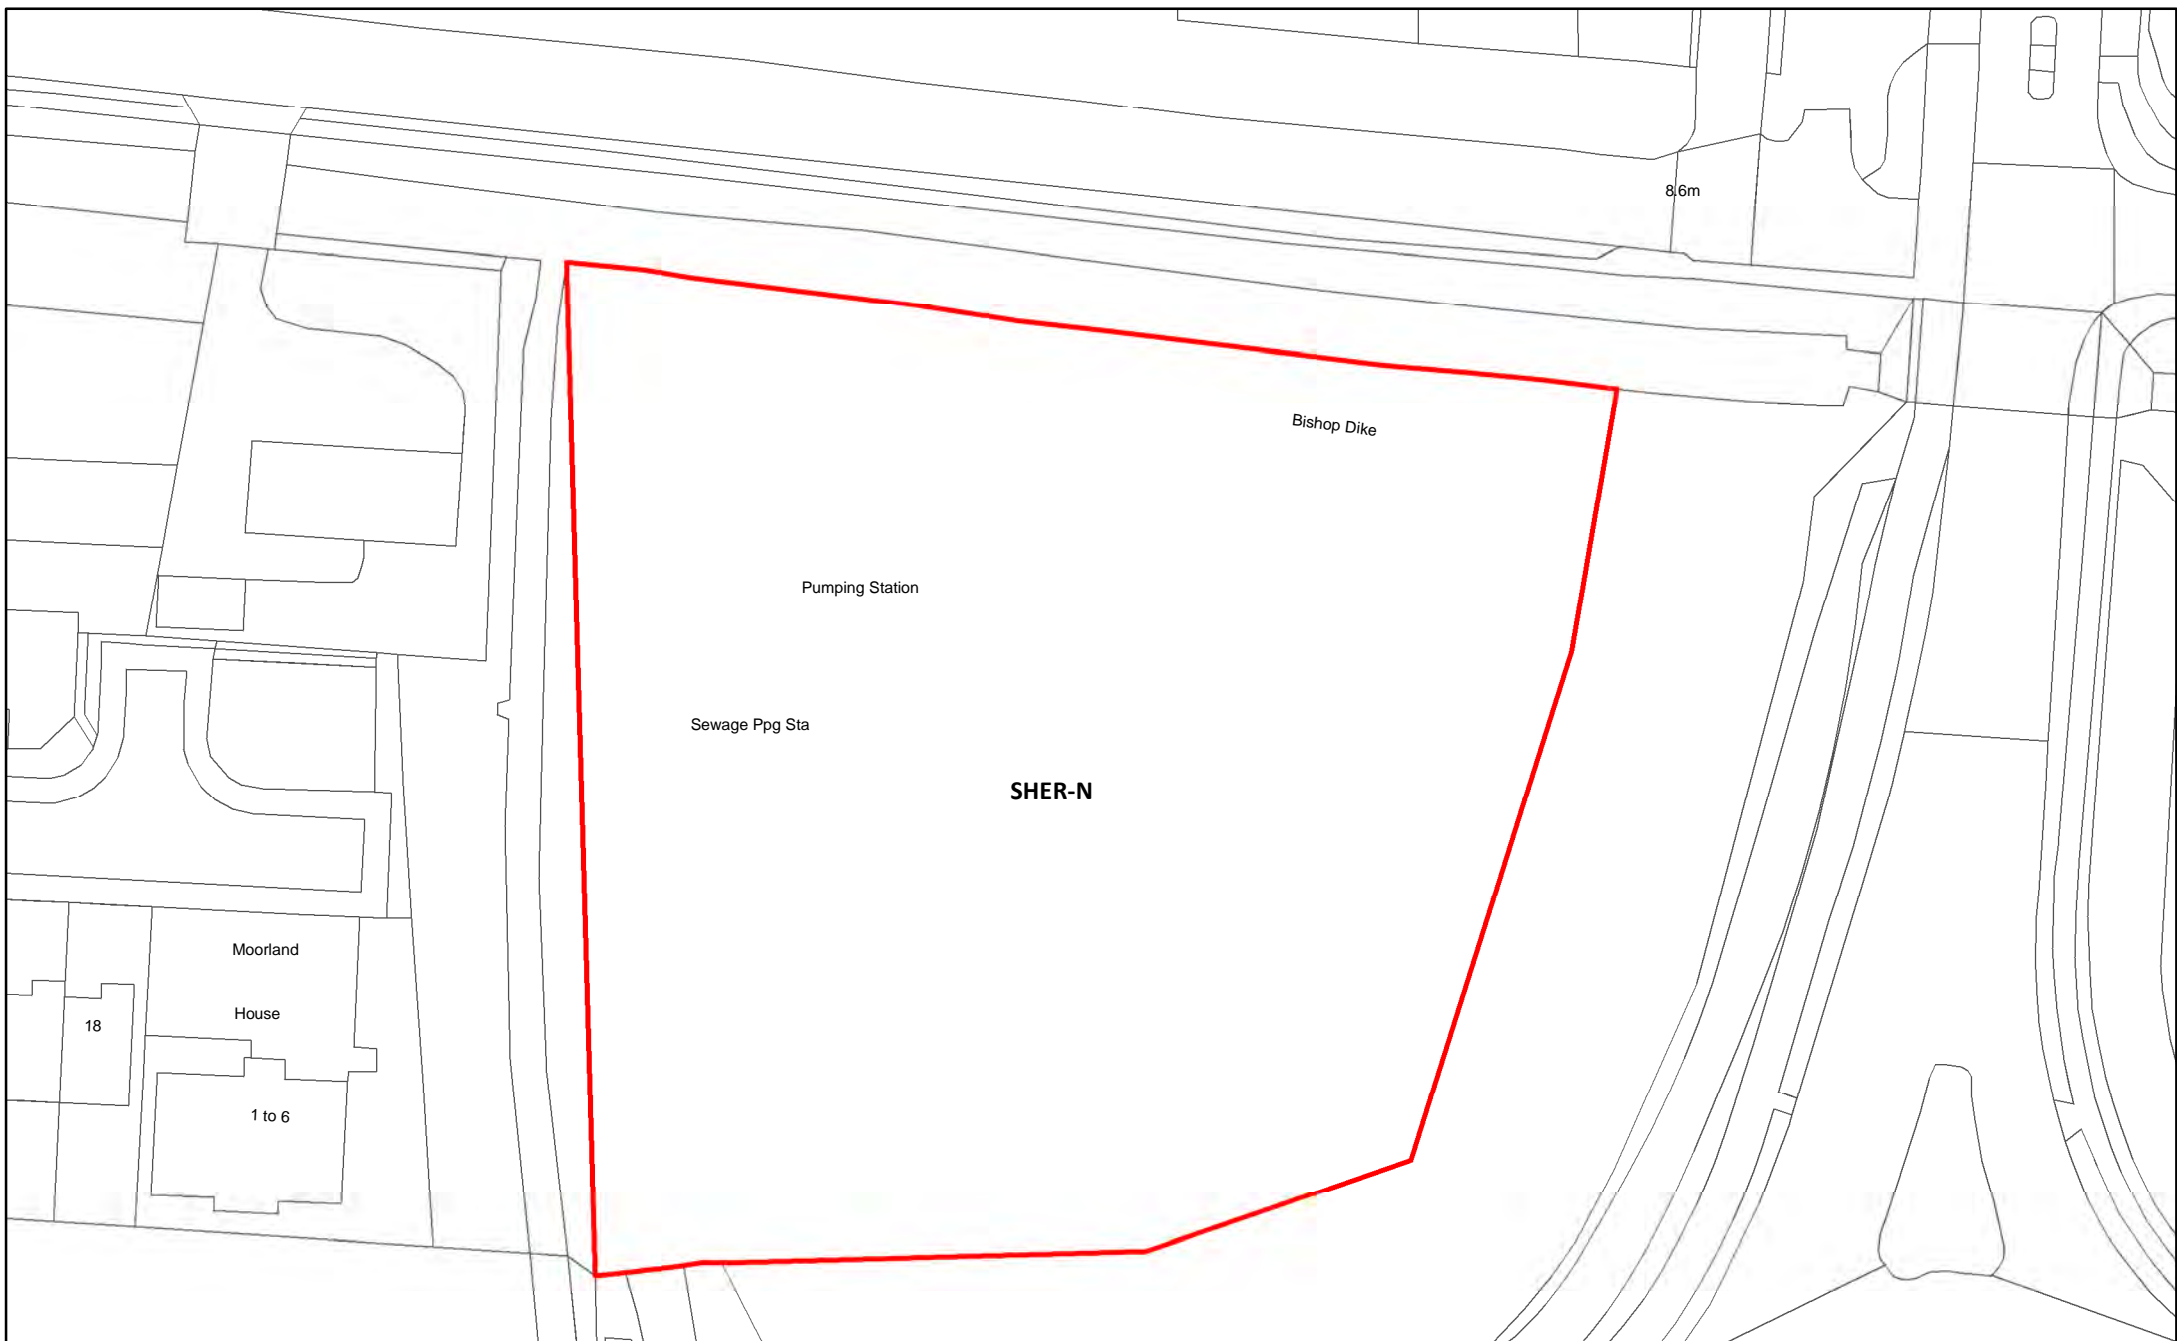 8.6m
Bishop Dike
Pumping Station
Sewage Ppg Sta
SHER-N
Moorland
House
18
1 to 6